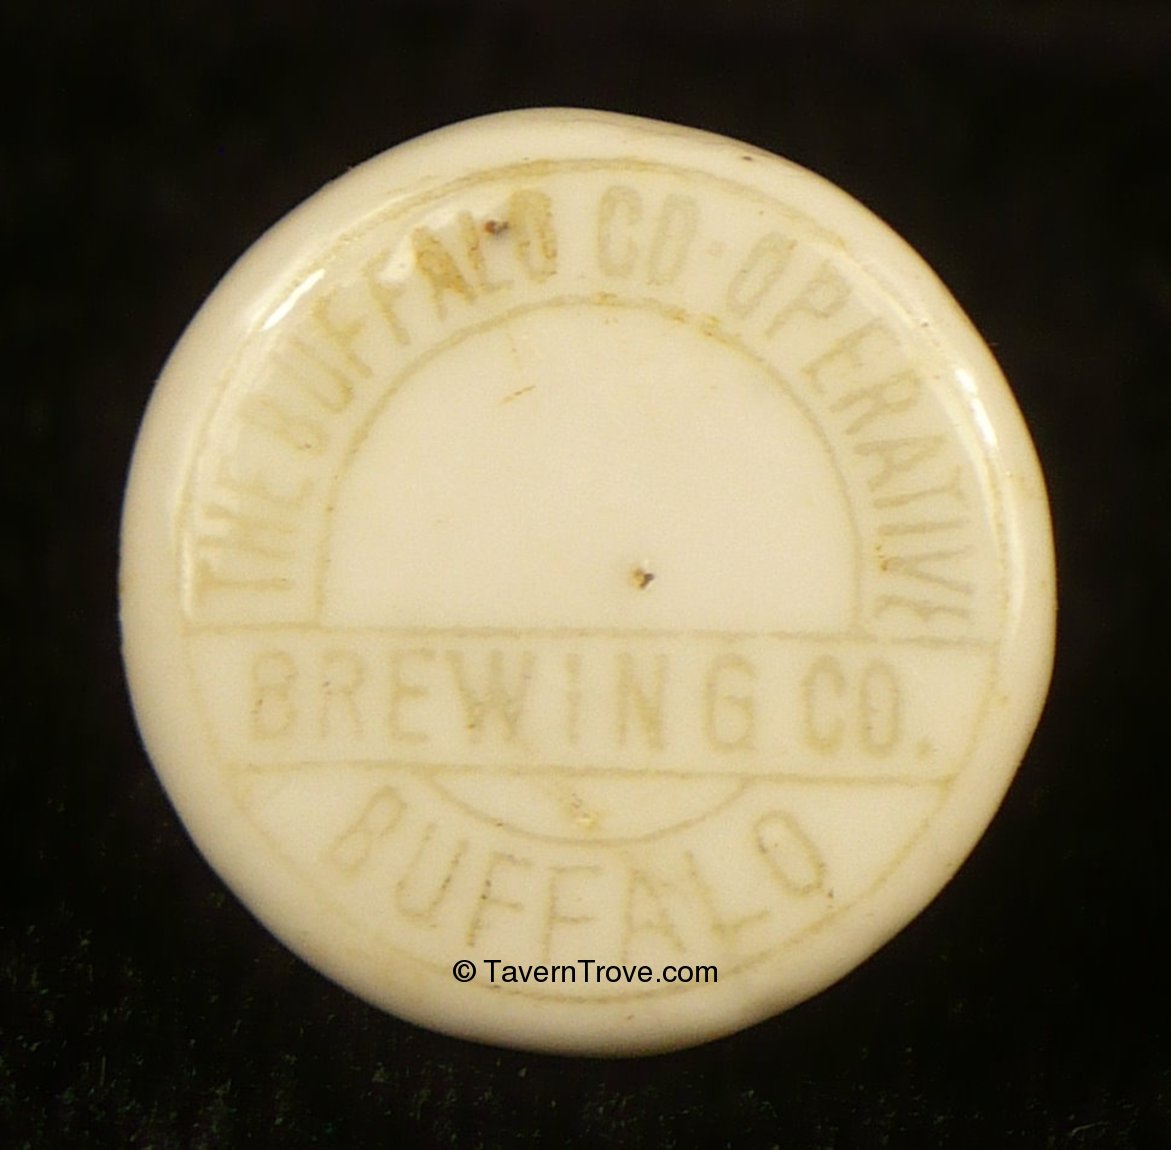 THE BUFFALO CO-OPERATIVE
BREWING CO.
BUFFALO
© TavernTrove.com